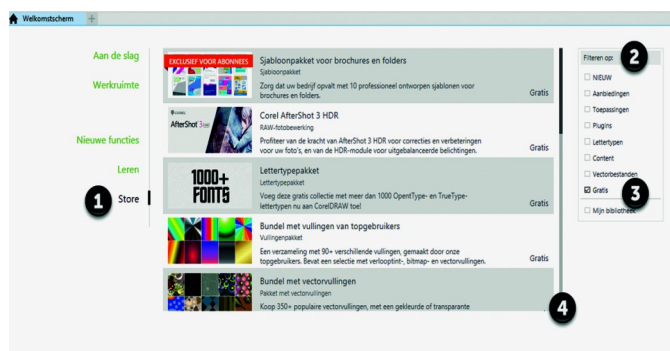 Welkomstscherm
Aan de slag
Werkruimte
Nieuwe functies
Leren
1
Store
EXCLUSIEF VOOR ABONNEES
Sjabloonpakket voor brochures en folders
Sjabloonpakket
Zorg dat uw bedrijf opvalt met 10 professioneel ontworpen sjablonen voor
brochures en folders.
Gratis
AfterShot 3
Corel AfterShot 3 HDR
RAW-fotobewerking
Profiteer van de kracht van AfterShot 3 HDR voor correcties en verbeteringen
voor uw foto's, en van de HDR-module voor uitgebalanceerde belichtingen.
Gratis
1000+
FONTS
Lettertypepakket
Lettertypepakket
Voeg deze gratis collectie met meer dan 1000 OpenType- en TrueType-
lettertypen nu aan CorelDRAW toe!
Gratis
Bundel met vullingen van topgebruikers
Vullingenpakket
Een verzameling met 90+ verschillende vullingen, gemaakt door onze
topgebruikers. Bevat een selectie met verlooptint-, bitmap- en vectorvullingen.
Gratis
Bundel met vectorvullingen
Pakket met vectorvullingen
Koop 350+ populaire vectorvullingen, met een gekleurde of transparante
4
Filteren op:
2
NIEUW
Aanbiedingen
Toepassingen
Plugins
Lettertypen
Content
Vectorbestanden
Gratis
3
Mijn bibliotheek